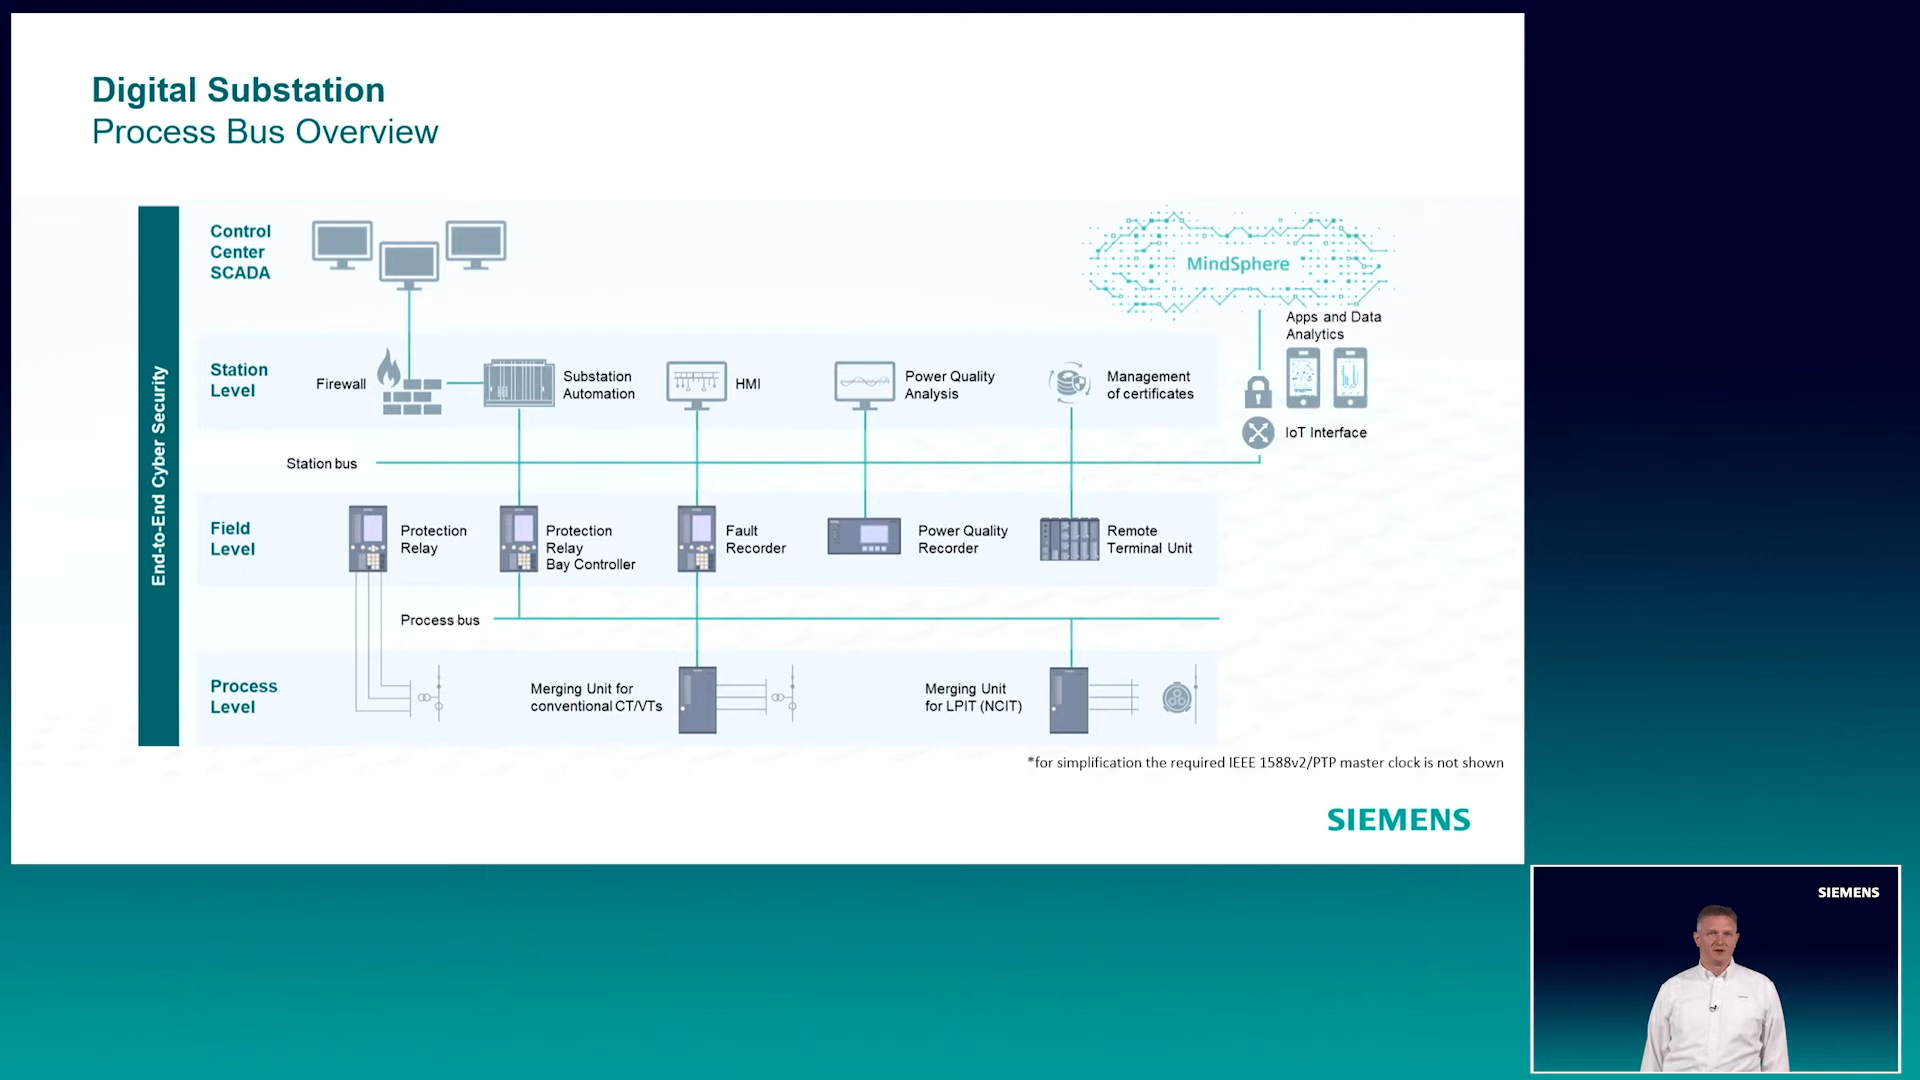 Digital Substation
Process Bus Overview
End-to-End Cyber Security
Control
Center
SCADA
MindSphere
Apps and Data
Analytics
Station
Level
Firewall
Substation
Automation
HMI
Power Quality
Analysis
Management
of certificates
IoT Interface
Station bus
Field
Level
Protection
Relay
Protection
Relay
Bay Controller
Fault
Recorder
Power Quality
Recorder
Remote
Terminal Unit
Process bus
Process
Level
Merging Unit for
conventional CT/VTs
Merging Unit
for LPIT (NCIT)
*for simplification the required IEEE 1588v2/PTP master clock is not shown
SIEMENS
SIEMENS